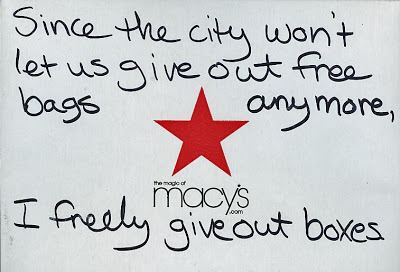 Since the city won't
let us give out free
bags anymore,
the magic of
macy's
.com
I freely give out boxes.